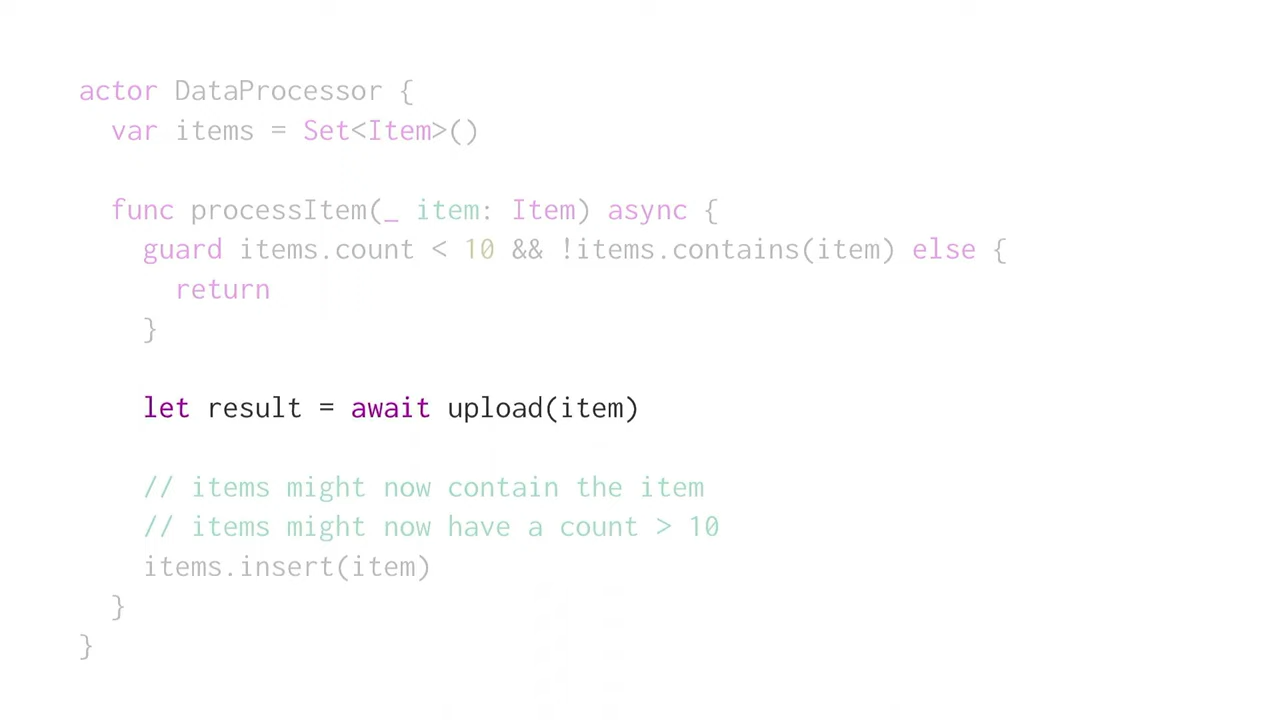 actor DataProcessor {
var items = Set<Item>()
func processItem(_ item: Item) async {
guard items.count < 10 && !items.contains(item) else {
return
}
let result = await upload(item)
// items might now contain the item
// items might now have a count > 10
items.insert(item)
}
}